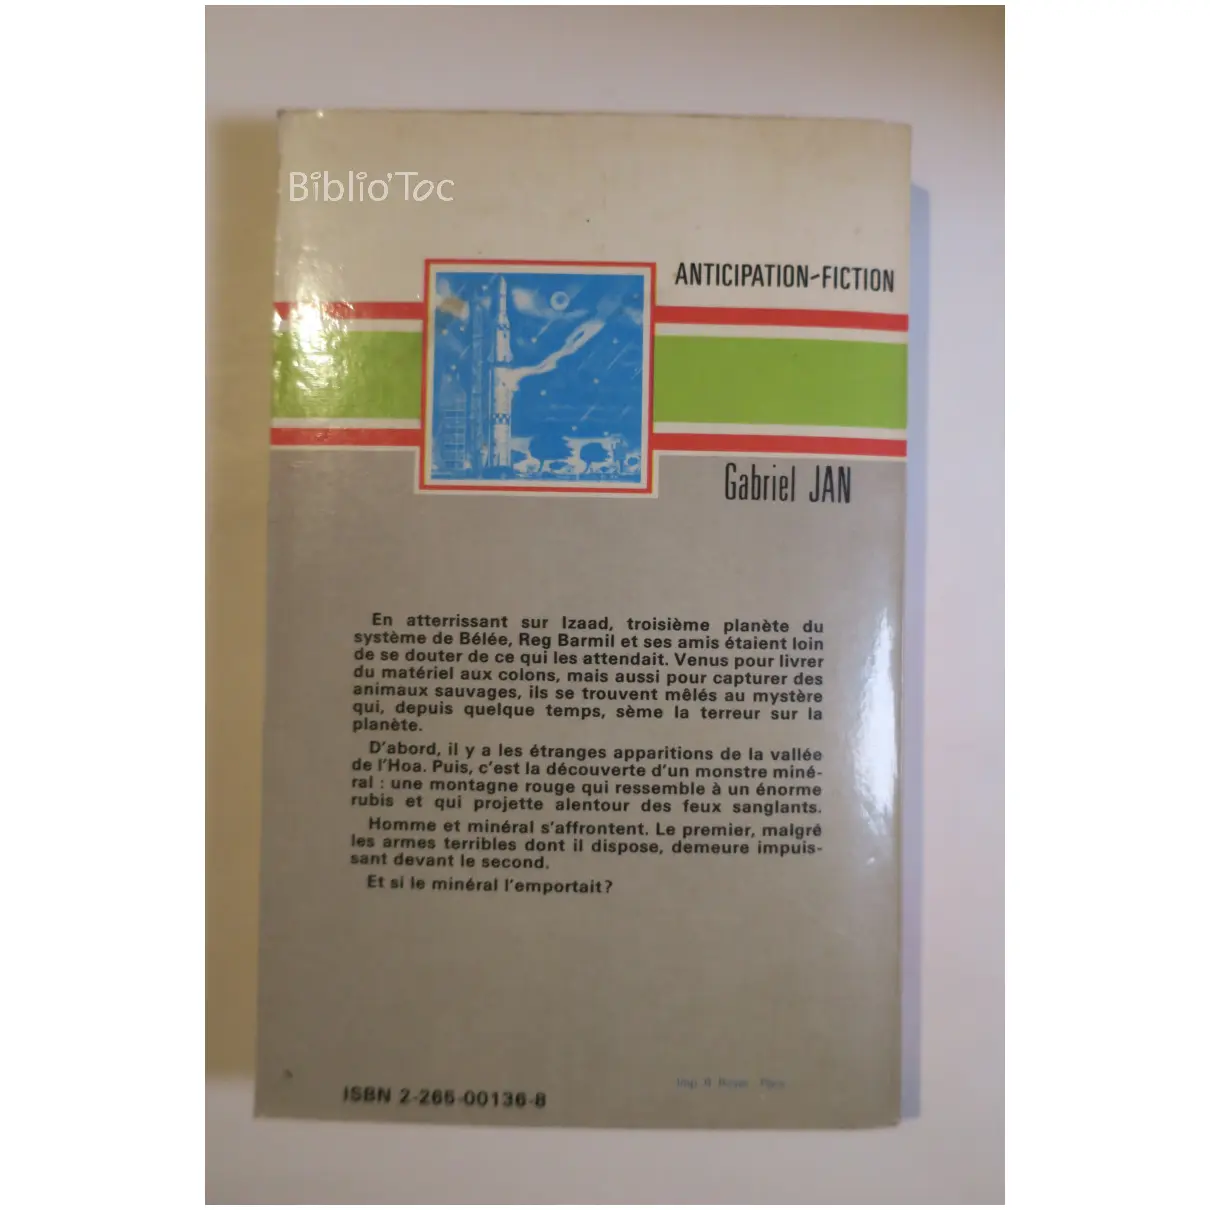 Biblio'Toc
ANTICIPATION-FICTION
Gabriel JAN
En atterrissant sur Izaad, troisième planète du
système de Bélée, Reg Barmil et ses amis étaient loin
de se douter de ce qui les attendait. Venus pour livrer
du matériel aux colons, mais aussi pour capturer des
animaux sauvages, ils se trouvent mêlés au mystère
qui, depuis quelque temps, sème la terreur sur la
planète.
D'abord, il y a les étranges apparitions de la vallée
de l'Hoa. Puis, c'est la découverte d'un monstre miné-
ral : une montagne rouge qui ressemble à un énorme
rubis et qui projette alentour des feux sanglants.
Homme et minéral s'affrontent. Le premier, malgré
les armes terribles dont il dispose, demeure impuis-
sant devant le second.
Et si le minéral l'emportait?
Imp.
ISBN 2-265-00136-8